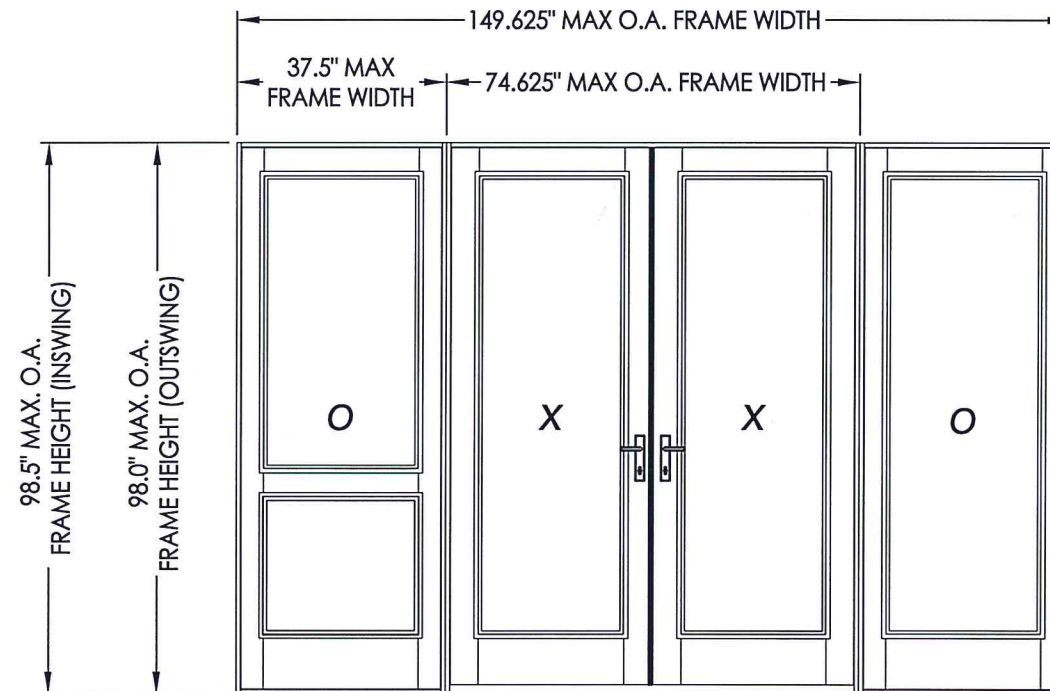 149.625" MAX O.A. FRAME WIDTH
37.5" MAX
FRAME WIDTH
74.625" MAX O.A. FRAME WIDTH
98.5" MAX. O.A.
FRAME HEIGHT (INSWING)
98.0" MAX. O.A.
FRAME HEIGHT (OUTSWING)
O
X
X
O